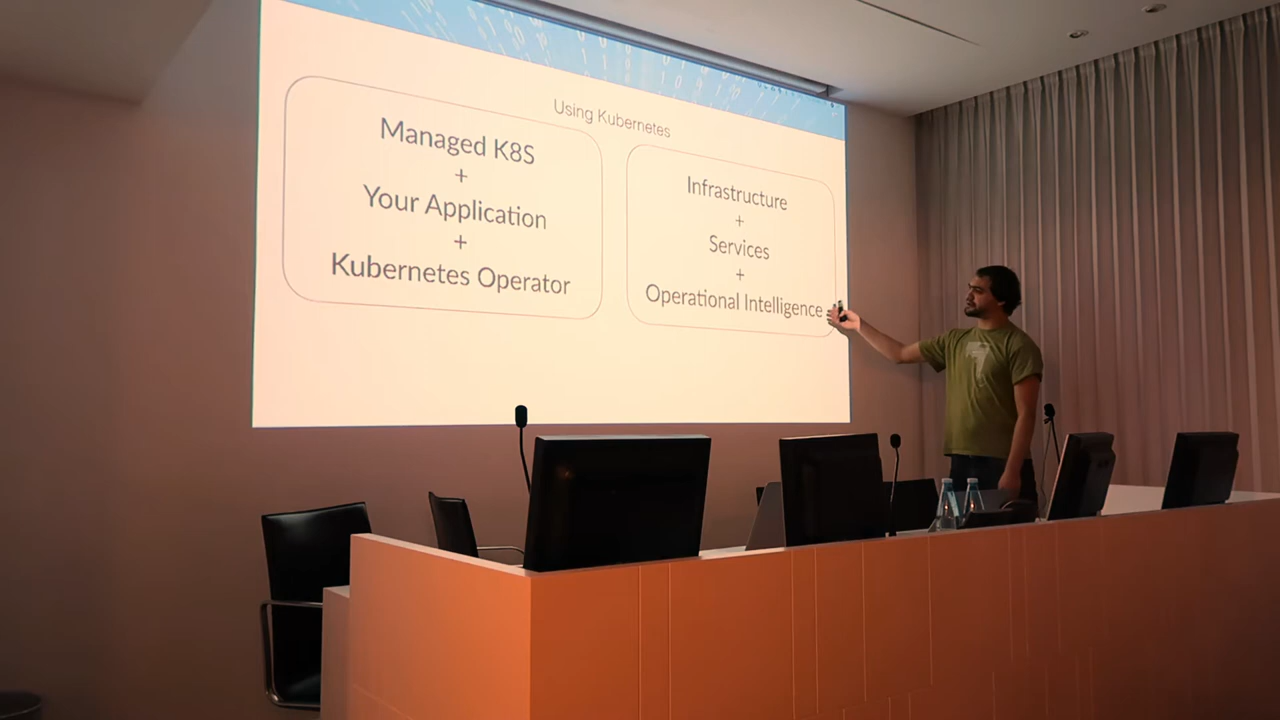 Using Kubernetes
Managed K8S
+
Your Application
+
Kubernetes Operator
Infrastructure
+
Services
+
Operational Intelligence